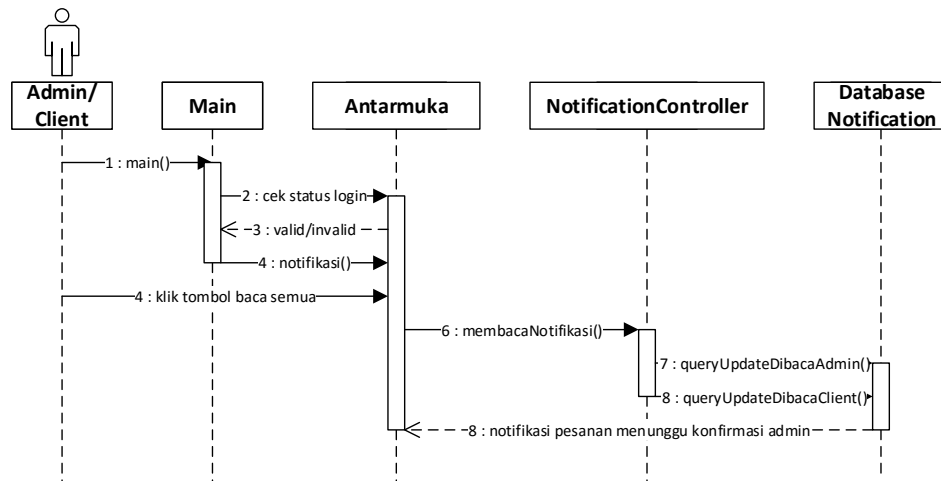 Admin/
Client
Main
Antarmuka
NotificationController
Database
Notification
1 : main()
2 : cek status login
3 : valid/invalid
4 : notifikasi()
4 : klik tombol baca semua
6 : membacaNotifikasi()
7 : queryUpdateDibacaAdmin()
8 : queryUpdateDibacaClient()
8 : notifikasi pesanan menunggu konfirmasi admin